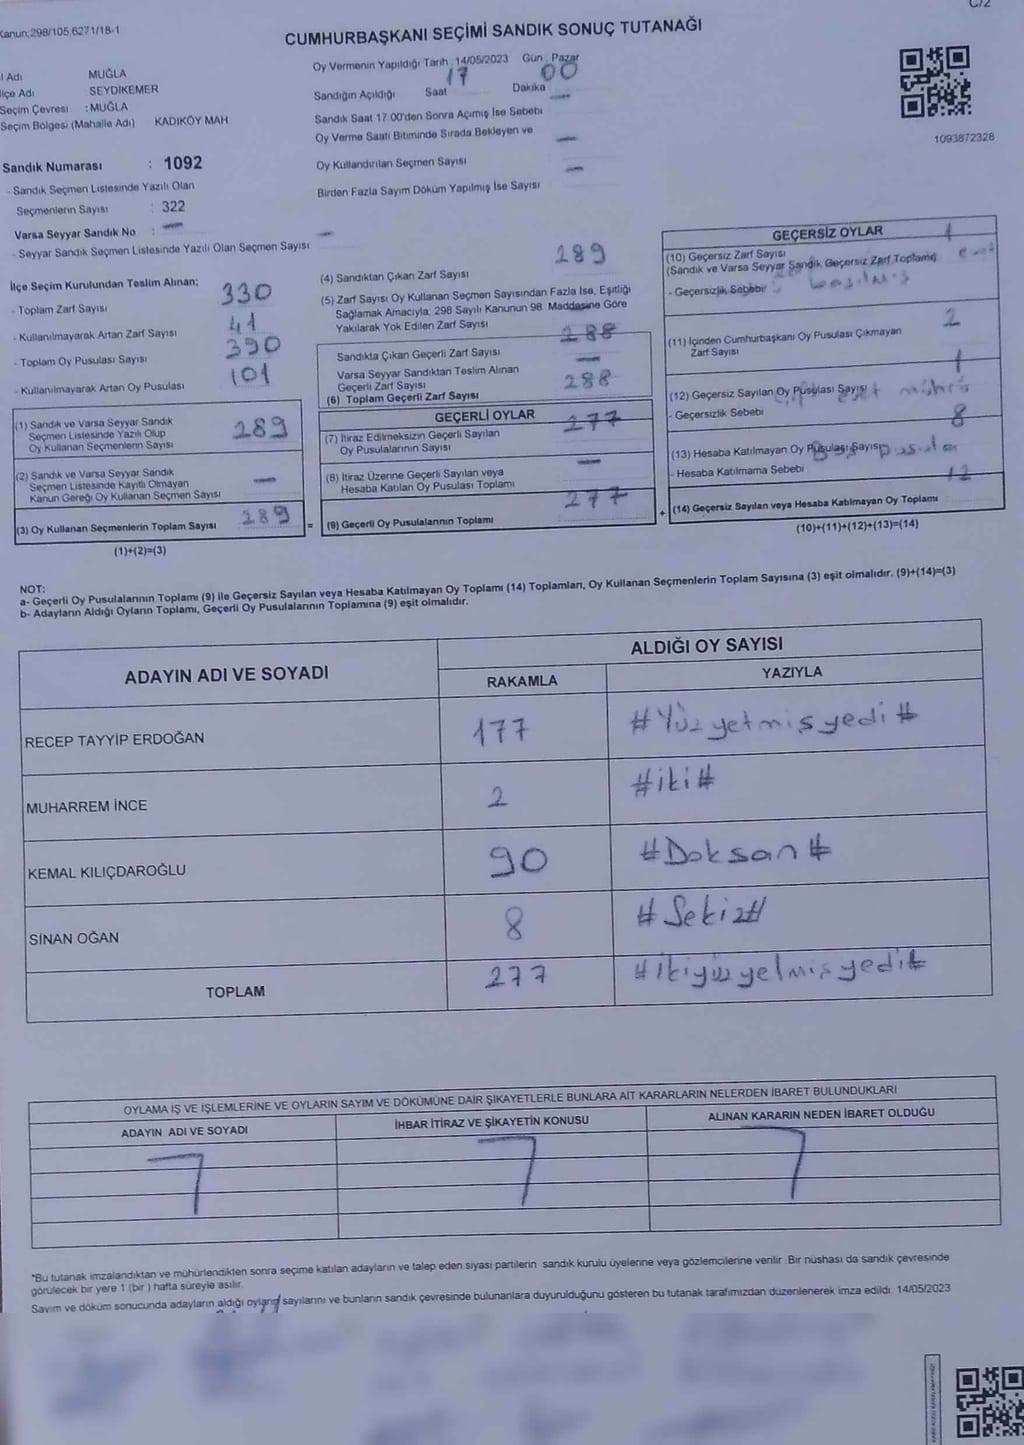 C/2
Kanun;298/105,6271/18-1
CUMHURBAŞKANI SEÇİMİ SANDIK SONUÇ TUTANAĞI
l Adı MUĞLA
lçe Adı SEYDİKEMER
Seçim Çevresi : MUĞLA
Seçim Bölgesi (Mahalle Adı) KADIKÖY MAH.
Oy Vermenin Yapıldığı Tarih 14/05/2023 Gün Pazar
Sandığın Açıldığı Saat 17 Dakika 00
Sandık Saat 17.00'den Sonra Açımış İse Sebebi —
Oy Verme Saati Bitiminde Sırada Bekleyen ve
Oy Kullandırılan Seçmen Sayısı —
Birden Fazla Sayım Döküm Yapılmış İse Sayısı —
1093872328
Sandık Numarası : 1092
- Sandık Seçmen Listesinde Yazılı Olan
Seçmenlerin Sayısı : 322
Varsa Seyyar Sandık No : —
- Seyyar Sandık Seçmen Listesinde Yazılı Olan Seçmen Sayısı —
İlçe Seçim Kurulundan Teslim Alınan;
- Toplam Zarf Sayısı 330
- Kullanılmayarak Artan Zarf Sayısı 41
- Toplam Oy Pusulası Sayısı 390
- Kullanılmayarak Artan Oy Pusulası 101
(1) Sandık ve Varsa Seyyar Sandık
Seçmen Listesinde Yazılı Olup
Oy Kullanan Seçmenlerin Sayısı 289
(2) Sandık ve Varsa Seyyar Sandık
Seçmen Listesinde Kayıtlı Olmayan
Kanun Gereği Oy Kullanan Seçmen Sayısı —
(3) Oy Kullanan Seçmenlerin Toplam Sayısı 289
(1)+(2)=(3)
(4) Sandıktan Çıkan Zarf Sayısı 289
(5) Zarf Sayısı Oy Kullanan Seçmen Sayısından Fazla İse, Eşitliği
Sağlamak Amacıyla; 298 Sayılı Kanunun 98. Maddesine Göre
Yakılarak Yok Edilen Zarf Sayısı
Sandıkta Çıkan Geçerli Zarf Sayısı 288
Varsa Seyyar Sandıktan Teslim Alınan
Geçerli Zarf Sayısı —
(6) Toplam Geçerli Zarf Sayısı 288
GEÇERLİ OYLAR
(7) İtiraz Edilmeksizin Geçerli Sayılan
Oy Pusulalarının Sayısı 277
(8) İtiraz Üzerine Geçerli Sayılan veya
Hesaba Katılan Oy Pusulası Toplamı —
= (9) Geçerli Oy Pusulalarının Toplamı 277
GEÇERSİZ OYLAR
(10) Geçersiz Zarf Sayısı 1
(Sandık ve Varsa Seyyar Sandık Geçersiz Zarf Toplamı)
- Geçersizlik Sebebi
(11) İçinden Cumhurbaşkanı Oy Pusulası Çıkmayan
Zarf Sayısı 2
(12) Geçersiz Sayılan Oy Pusulası Sayısı 1
- Geçersizlik Sebebi
(13) Hesaba Katılmayan Oy Pusulası Sayısı 8
- Hesaba Katılmama Sebebi
+ (14) Geçersiz Sayılan veya Hesaba Katılmayan Oy Toplamı 12
(10)+(11)+(12)+(13)=(14)
NOT:
a- Geçerli Oy Pusulalarının Toplamı (9) ile Geçersiz Sayılan veya Hesaba Katılmayan Oy Toplamı (14) Toplamları, Oy Kullanan Seçmenlerin Toplam Sayısına (3) eşit olmalıdır. (9)+(14)=(3)
b- Adayların Aldığı Oyların Toplamı, Geçerli Oy Pusulalarının Toplamına (9) eşit olmalıdır.
ADAYIN ADI VE SOYADI
ALDIĞI OY SAYISI
RAKAMLA YAZIYLA
RECEP TAYYİP ERDOĞAN 177 #Yüzyetmişyedi#
MUHARREM İNCE 2 #iki#
KEMAL KILIÇDAROĞLU 90 #Doksan#
SİNAN OĞAN 8 #Sekiz#
TOPLAM 277 #ikiyüzyetmişyedi#
OYLAMA İŞ VE İŞLEMLERİNE VE OYLARIN SAYIM VE DÖKÜMÜNE DAİR ŞİKAYETLERLE BUNLARA AİT KARARLARIN NELERDEN İBARET BULUNDUKLARI
ADAYIN ADI VE SOYADI İHBAR İTİRAZ VE ŞİKAYETİN KONUSU ALINAN KARARIN NEDEN İBARET OLDUĞU
*Bu tutanak imzalandıktan ve mühürlendikten sonra seçime katılan adayların ve talep eden siyasi partilerin sandık kurulu üyelerine veya gözlemcilerine verilir. Bir nüshası da sandık çevresinde
görülecek bir yere 1 (bir) hafta süreyle asılır.
Sayım ve döküm sonucunda adayların aldığı oyların sayılarını ve bunların sandık çevresinde bulunanlara duyurulduğunu gösteren bu tutanak tarafımızdan düzenlenerek imza edildi. 14/05/2023